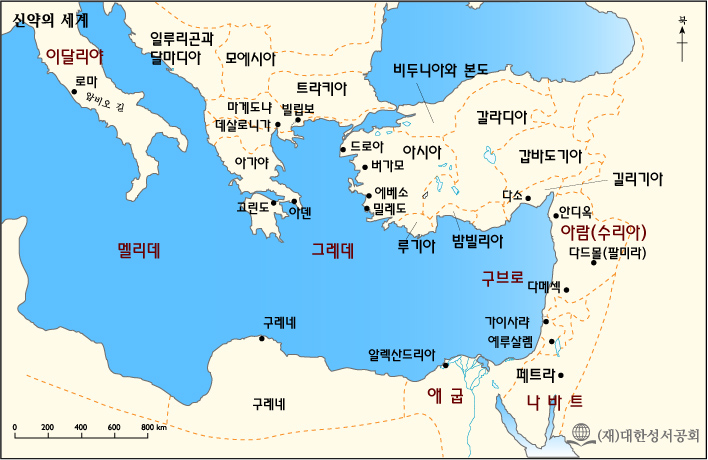 신약의 세계
북
일루리곤과
달마디아
모에시아
이달리야
로마
압비오 길
비두니아와 본도
트라키아
마게도냐
빌립보
데살로니가
갈라디아
드로아
아시아
버가모
갑바도기아
아가야
길리기아
에베소
다소
고린도
아덴
밀레도
안디옥
루기아
밤빌리아
아람(수리아)
다드몰(팔미라)
멜리데
그레데
구브로
다메섹
구레네
가이사랴
예루살렘
알렉산드리아
페트라
애굽
나바트
구레네
0 200 400 600 800 km
(재)대한성서공회